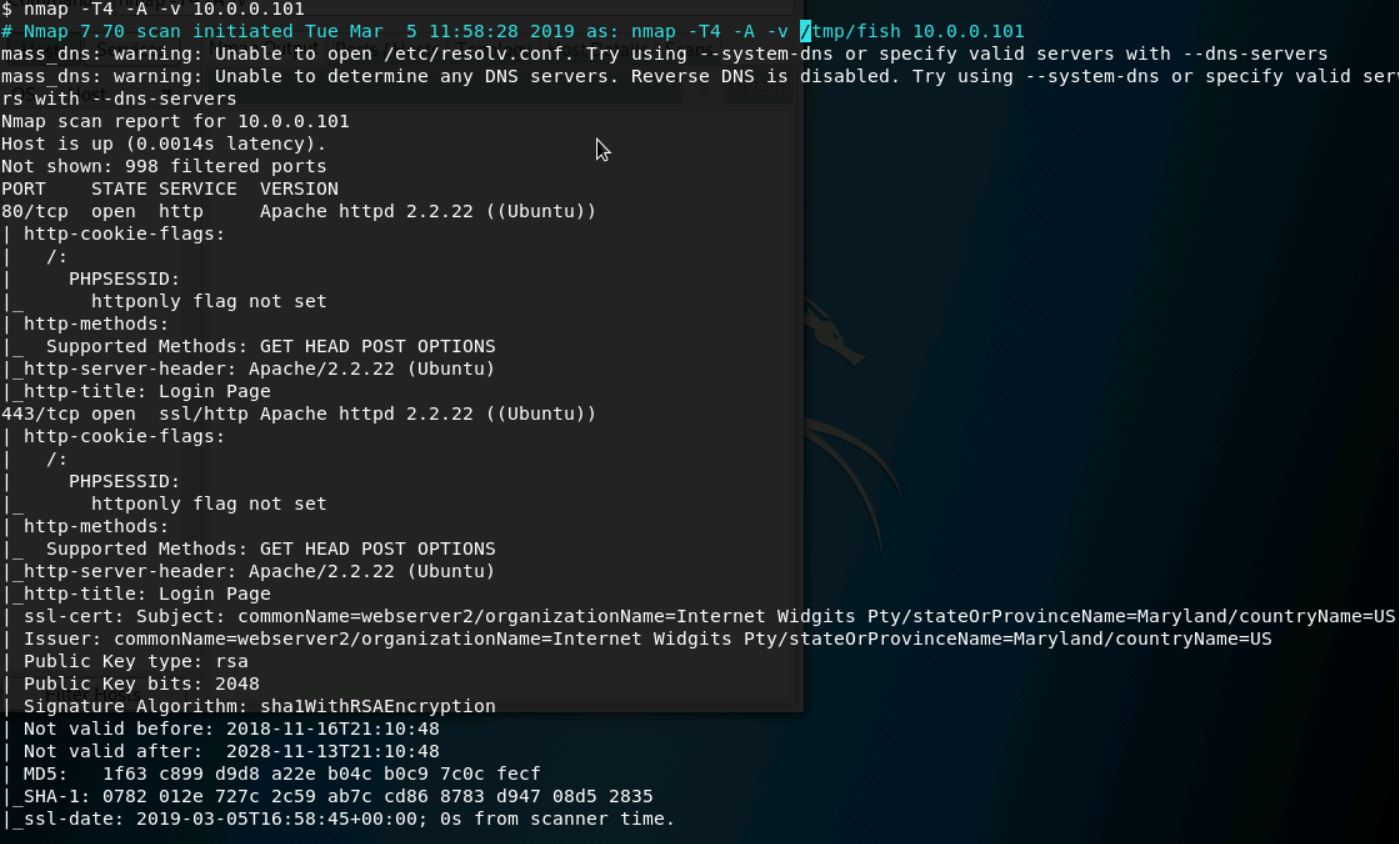 $ nmap -T4 -A -v 10.0.0.101
# Nmap 7.70 scan initiated Tue Mar  5 11:58:28 2019 as: nmap -T4 -A -v /tmp/fish 10.0.0.101
mass_dns: warning: Unable to open /etc/resolv.conf. Try using --system-dns or specify valid servers with --dns-servers
mass_dns: warning: Unable to determine any DNS servers. Reverse DNS is disabled. Try using --system-dns or specify valid ser
rs with --dns-servers
Nmap scan report for 10.0.0.101
Host is up (0.0014s latency).
Not shown: 998 filtered ports
PORT    STATE SERVICE  VERSION
80/tcp  open  http     Apache httpd 2.2.22 ((Ubuntu))
| http-cookie-flags:
|   /:
|     PHPSESSID:
|_      httponly flag not set
| http-methods:
|_  Supported Methods: GET HEAD POST OPTIONS
|_http-server-header: Apache/2.2.22 (Ubuntu)
|_http-title: Login Page
443/tcp open  ssl/http Apache httpd 2.2.22 ((Ubuntu))
| http-cookie-flags:
|   /:
|     PHPSESSID:
|_      httponly flag not set
| http-methods:
|_  Supported Methods: GET HEAD POST OPTIONS
|_http-server-header: Apache/2.2.22 (Ubuntu)
|_http-title: Login Page
| ssl-cert: Subject: commonName=webserver2/organizationName=Internet Widgits Pty/stateOrProvinceName=Maryland/countryName=US
| Issuer: commonName=webserver2/organizationName=Internet Widgits Pty/stateOrProvinceName=Maryland/countryName=US
| Public Key type: rsa
| Public Key bits: 2048
| Signature Algorithm: sha1WithRSAEncryption
| Not valid before: 2018-11-16T21:10:48
| Not valid after:  2028-11-13T21:10:48
| MD5:   1f63 c899 d9d8 a22e b04c b0c9 7c0c fecf
|_SHA-1: 0782 012e 727c 2c59 ab7c cd86 8783 d947 08d5 2835
|_ssl-date: 2019-03-05T16:58:45+00:00; 0s from scanner time.